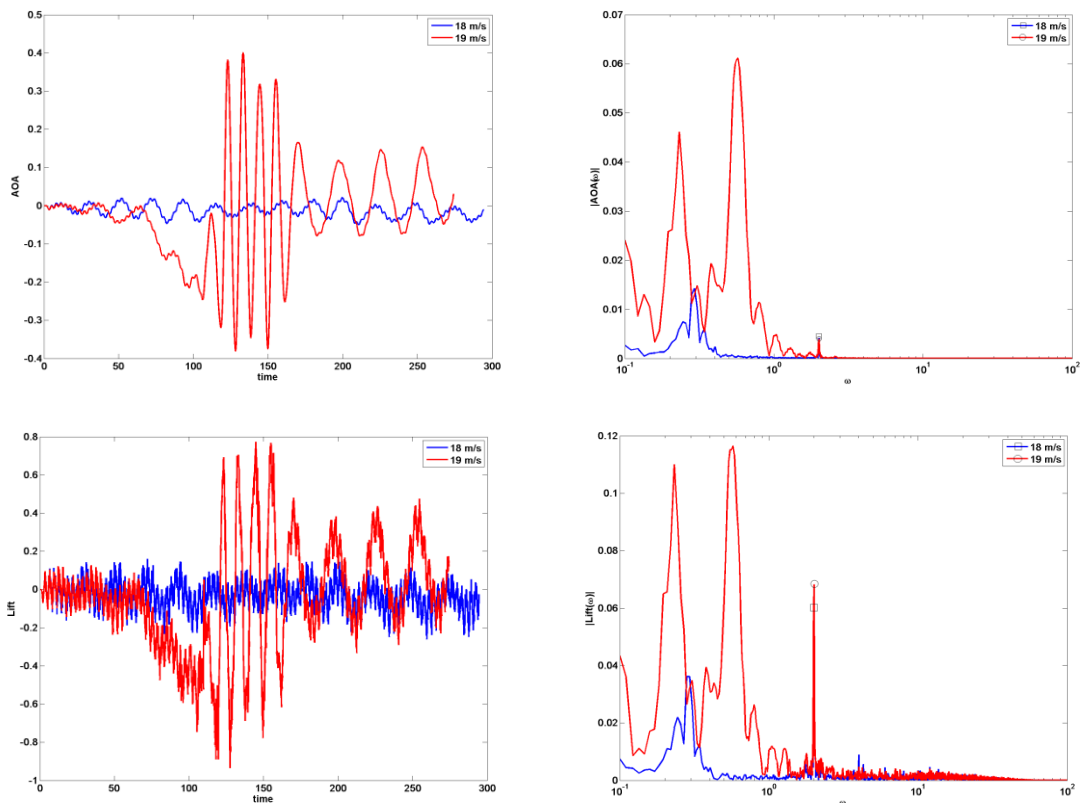 0.5
0.4
0.3
0.2
0.1
0
-0.1
-0.2
-0.3
-0.4
AOA
0 50 100 150 200 250 300
time
18 m/s
19 m/s
0.07
0.06
0.05
0.04
0.03
0.02
0.01
0
|AOA(ω)|
10-1 100 101 102
ω
18 m/s
19 m/s
0.8
0.6
0.4
0.2
0
-0.2
-0.4
-0.6
-0.8
-1
Lift
0 50 100 150 200 250 300
time
18 m/s
19 m/s
0.12
0.1
0.08
0.06
0.04
0.02
0
|Lift(ω)|
10-1 100 101 102
ω
18 m/s
19 m/s